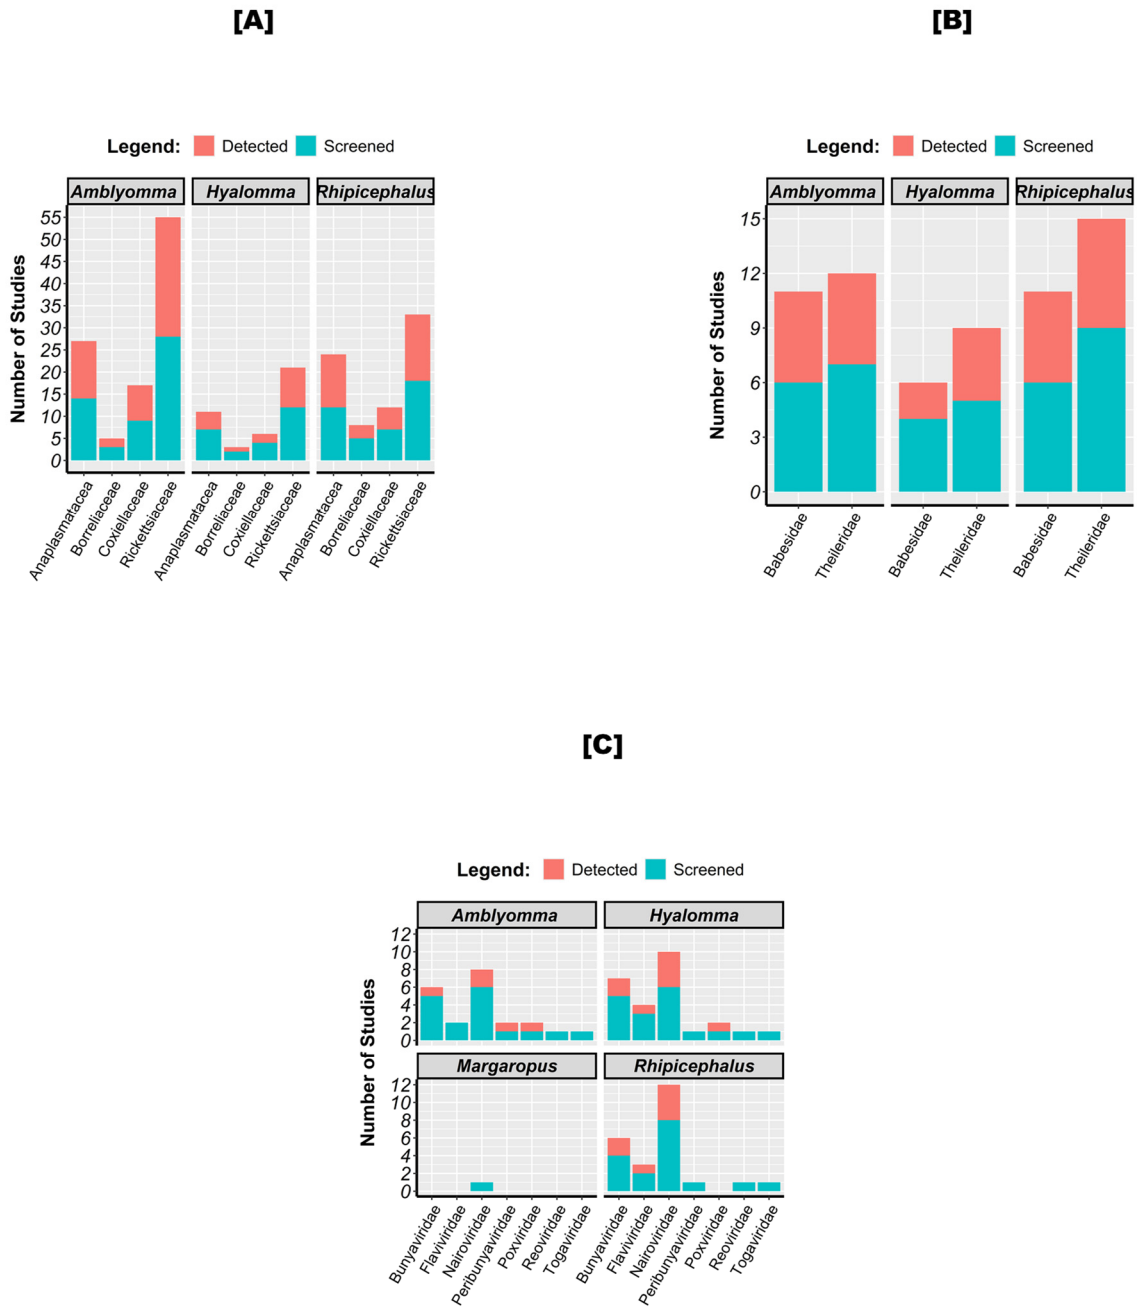 [A]
Legend: Detected Screened
Amblyomma Hyalomma Rhipicephalus
Number of Studies
55
50
45
40
35
30
25
20
15
10
5
0
Anaplasmatacea Borreliaceae Coxiellaceae Rickettsiaceae Anaplasmatacea Borreliaceae Coxiellaceae Rickettsiaceae Anaplasmatacea Borreliaceae Coxiellaceae Rickettsiaceae
[B]
Legend: Detected Screened
Amblyomma Hyalomma Rhipicephalus
Number of Studies
15
12
9
6
3
0
Babesidae Theileridae Babesidae Theileridae Babesidae Theileridae
[C]
Legend: Detected Screened
Amblyomma Hyalomma
Number of Studies
12
10
8
6
4
2
0
Margaropus Rhipicephalus
12
10
8
6
4
2
0
Bunyaviridae Flaviviridae Nairoviridae Peribunyaviridae Poxviridae Reoviridae Togaviridae Bunyaviridae Flaviviridae Nairoviridae Peribunyaviridae Poxviridae Reoviridae Togaviridae